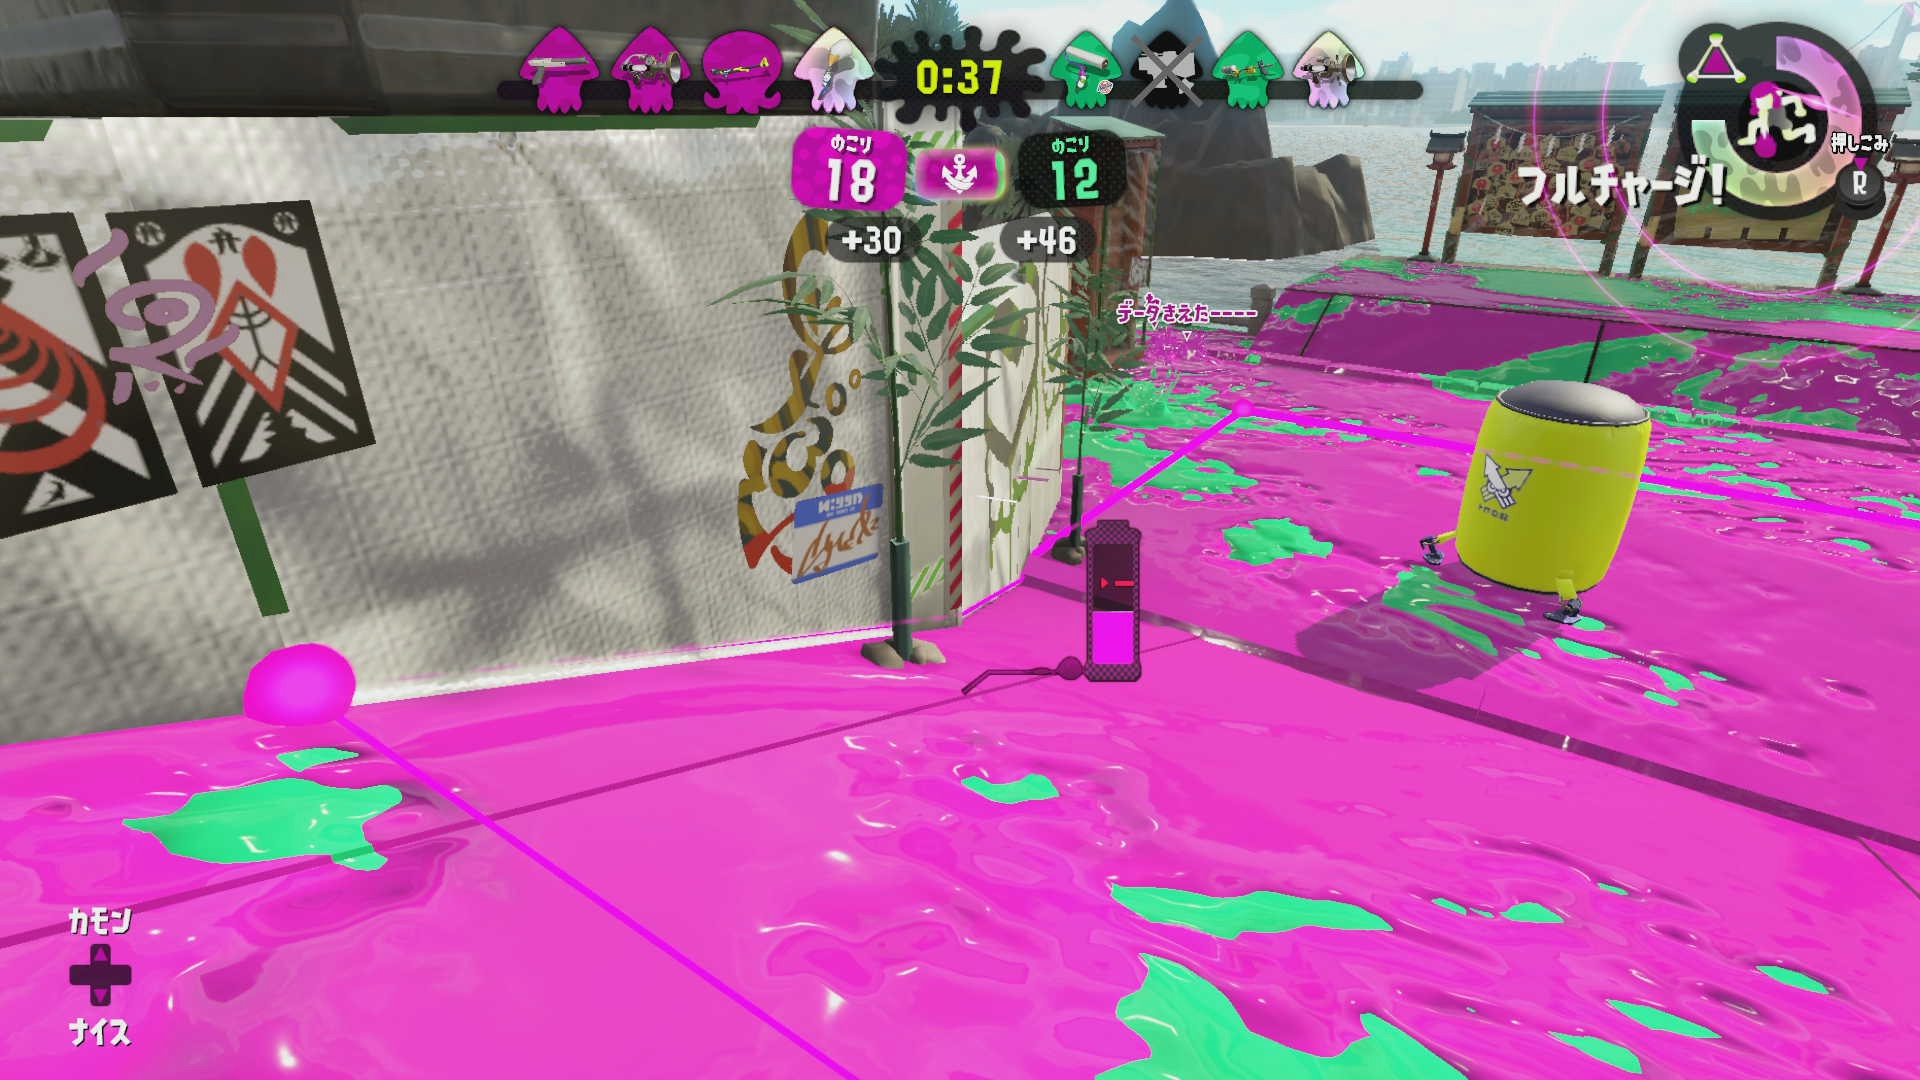 0:37
のこり
18
のこり
12
+30
+46
フルチャージ!
押しこみ
R
データきえた----
カモン
ナイス